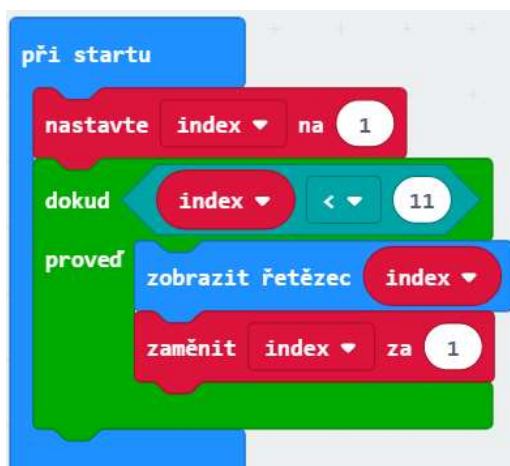 při startu
nastavte index na 1
dokud index < 11
proveď
zobrazit řetězec index
zaměnit index za 1